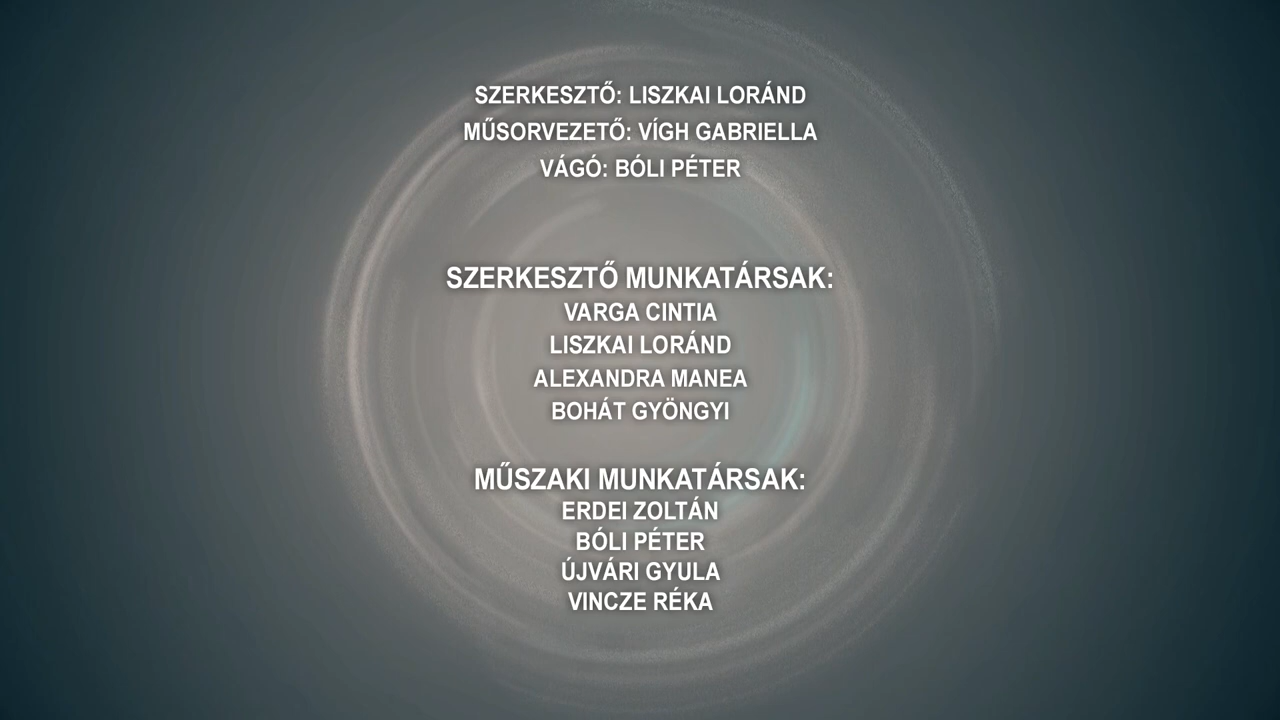 SZERKESZTŐ: LISZKAI LORÁND
MŰSORVEZETŐ: VÍGH GABRIELLA
VÁGÓ: BÓLI PÉTER
SZERKESZTŐ MUNKATÁRSAK:
VARGA CINTIA
LISZKAI LORÁND
ALEXANDRA MANEA
BOHÁT GYÖNGYI
MŰSZAKI MUNKATÁRSAK:
ERDEI ZOLTÁN
BÓLI PÉTER
ÚJVÁRI GYULA
VINCZE RÉKA